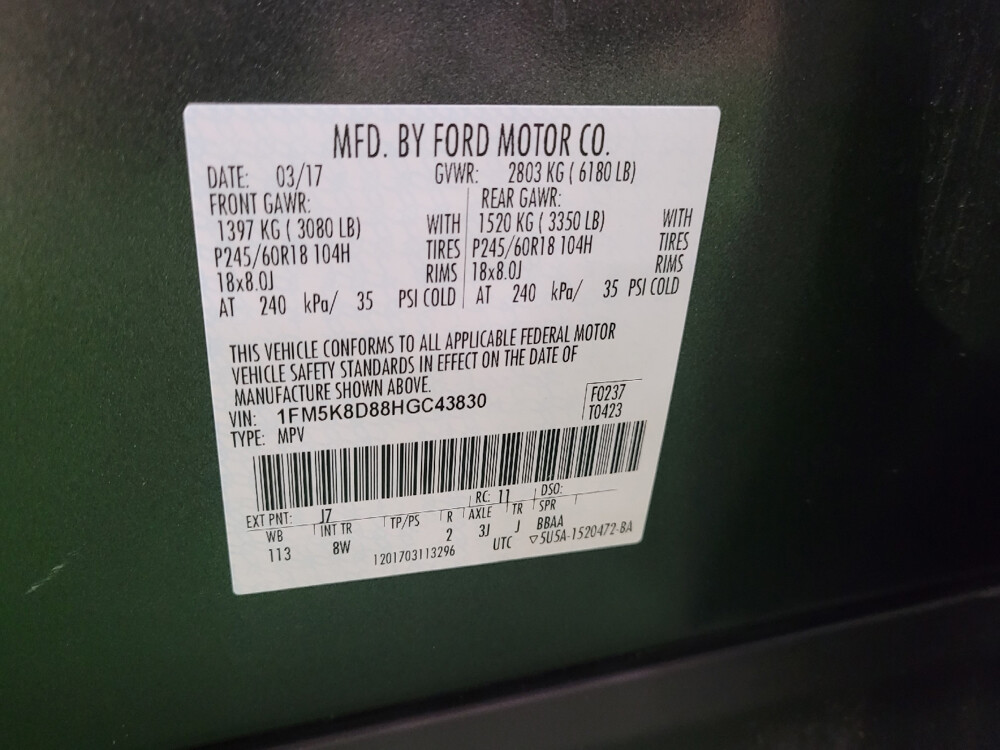 MFD. BY FORD MOTOR CO.
DATE: 03/17 GVWR: 2803 KG ( 6180 LB)
FRONT GAWR: REAR GAWR:
1397 KG ( 3080 LB) WITH 1520 KG ( 3350 LB) WITH
P245/60R18 104H TIRES P245/60R18 104H TIRES
18x8.0J RIMS 18x8.0J RIMS
AT 240 kPa/ 35 PSI COLD AT 240 kPa/ 35 PSI COLD
THIS VEHICLE CONFORMS TO ALL APPLICABLE FEDERAL MOTOR
VEHICLE SAFETY STANDARDS IN EFFECT ON THE DATE OF
MANUFACTURE SHOWN ABOVE.
VIN: 1FM5K8D88HGC43830 F0237
TYPE: MPV T0423
EXT PNT: J7 RC: 11 DSO:
WB INT TR TP/PS R AXLE TR SPR
113 8W 2 3J J BBAA
1201703113296 UTC ▽5U5A-1520472-BA